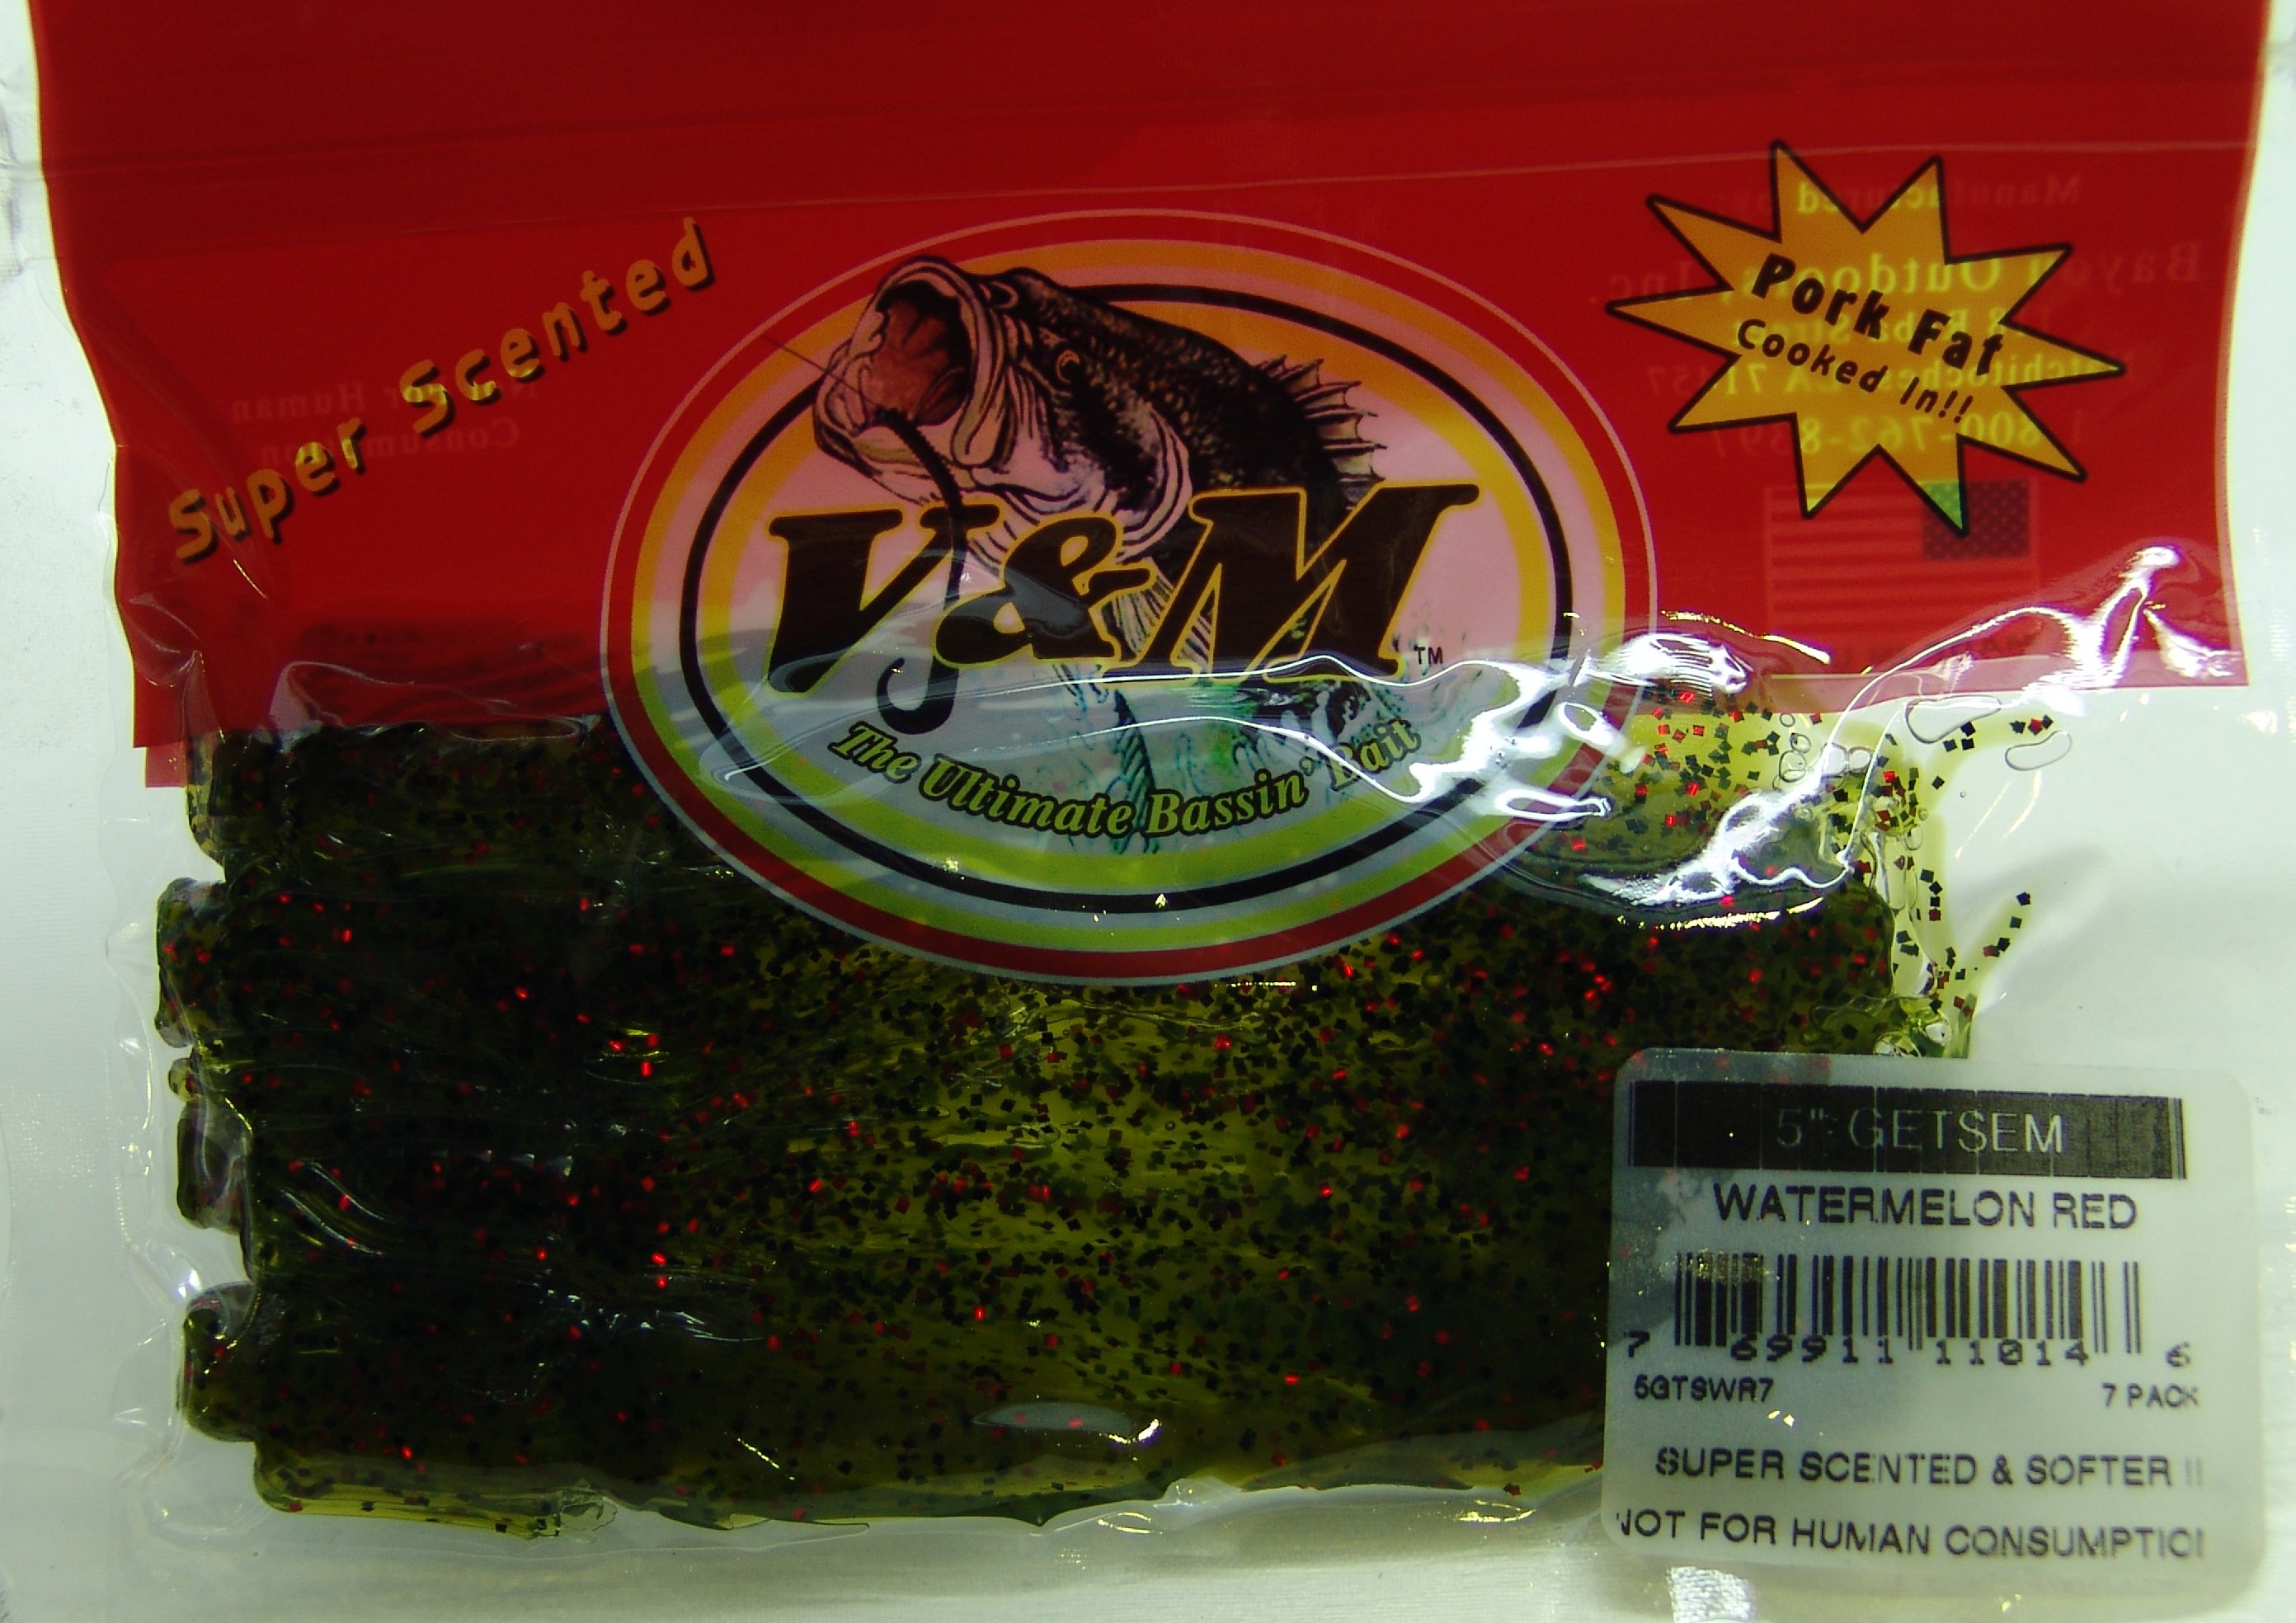 Super Scented
Pork Fat
Cooked In!!
V&M
TM
The Ultimate Bassin' Bait
5" GETSEM
WATERMELON RED
7 69911 11014 6
5GTSWR7 7 PACK
SUPER SCENTED & SOFTER !!
NOT FOR HUMAN CONSUMPTION